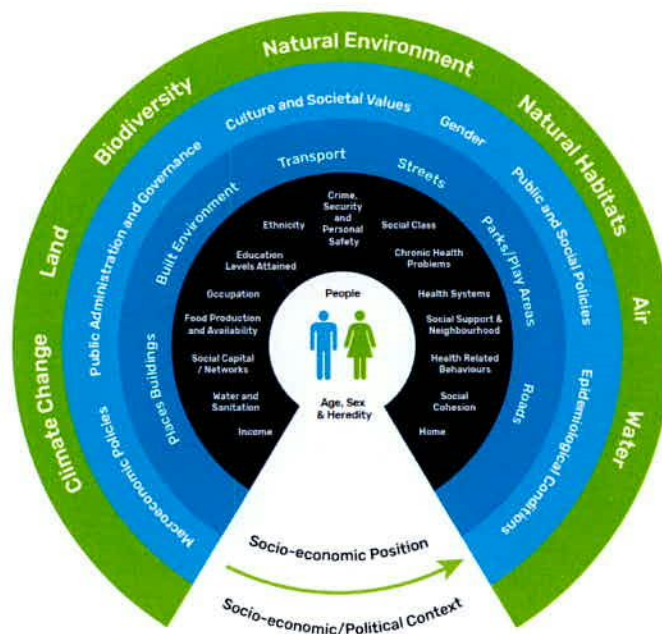 Climate Change
Land
Biodiversity
Natural Environment
Natural Habitats
Air
Water
Macroeconomic Policies
Public Administration and Governance
Culture and Societal Values
Gender
Public and Social Policies
Epidemiological Conditions
Places Buildings
Built Environment
Transport
Streets
Parks/Play Areas
Roads
Income
Water and
Sanitation
Social Capital
/ Networks
Food Production
and Availability
Occupation
Education
Levels Attained
Ethnicity
Crime,
Security
and
Personal
Safety
Social Class
Chronic Health
Problems
Health Systems
Social Support &
Neighbourhood
Health Related
Behaviours
Social
Cohesion
Home
People
Age, Sex
& Heredity
Socio-economic Position
Socio-economic/Political Context